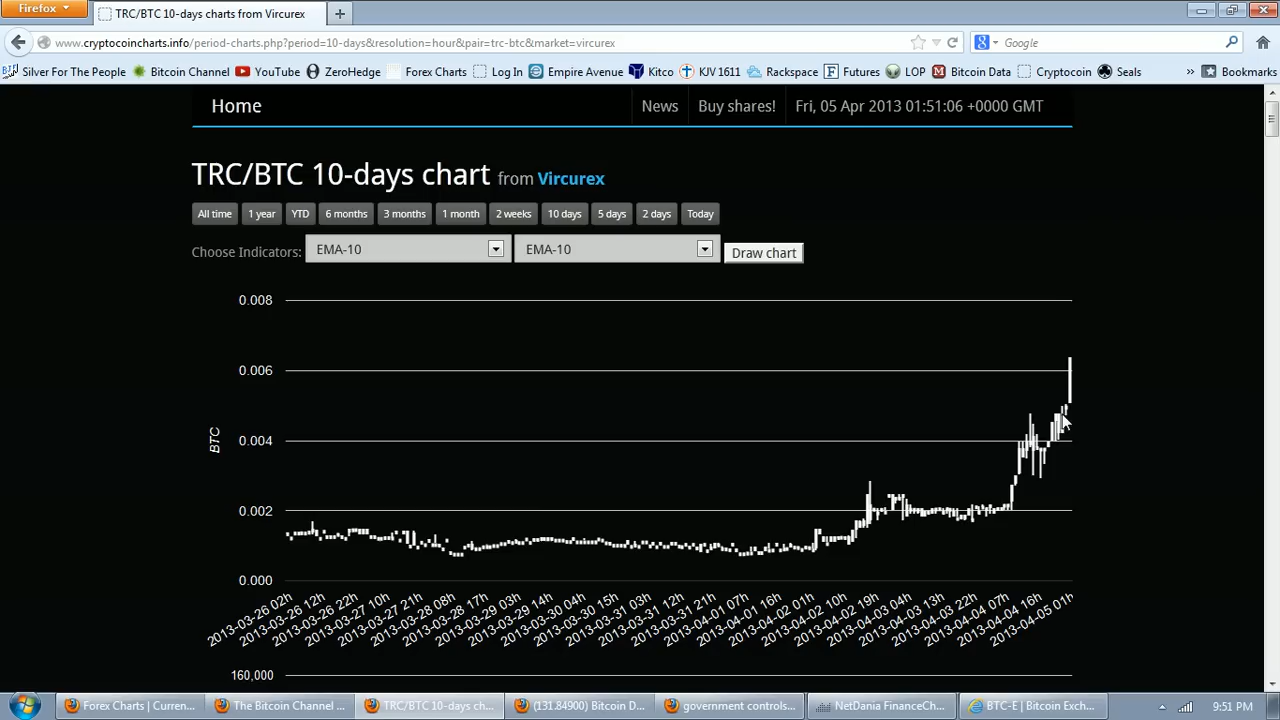 Firefox
TRC/BTC 10-days charts from Vircurex
www.cryptocoincharts.info/period-charts.php?period=10-days&resolution=hour&pair=trc-btc&market=vircurex
Google
Silver For The People Bitcoin Channel YouTube ZeroHedge Forex Charts Log In Empire Avenue Kitco KJV 1611 Rackspace Futures LOP Bitcoin Data Cryptocoin Seals » Bookmarks
Home News Buy shares! Fri, 05 Apr 2013 01:51:06 +0000 GMT
TRC/BTC 10-days chart from Vircurex
All time 1 year YTD 6 months 3 months 1 month 2 weeks 10 days 5 days 2 days Today
Choose Indicators: EMA-10 EMA-10 Draw chart
0.008
0.006
0.004
0.002
0.000
BTC
2013-03-26 02h
2013-03-26 12h
2013-03-26 22h
2013-03-27 10h
2013-03-27 21h
2013-03-28 08h
2013-03-28 17h
2013-03-29 03h
2013-03-29 14h
2013-03-30 04h
2013-03-30 15h
2013-03-31 03h
2013-03-31 12h
2013-03-31 21h
2013-04-01 07h
2013-04-01 16h
2013-04-02 01h
2013-04-02 10h
2013-04-02 19h
2013-04-03 04h
2013-04-03 13h
2013-04-03 22h
2013-04-04 07h
2013-04-04 16h
2013-04-05 01h
160,000
Forex Charts | Curren... The Bitcoin Channel ... TRC/BTC 10-days ch... (131.84900) Bitcoin D... government controls... NetDania FinanceCh... BTC-E | Bitcoin Exch... 9:51 PM